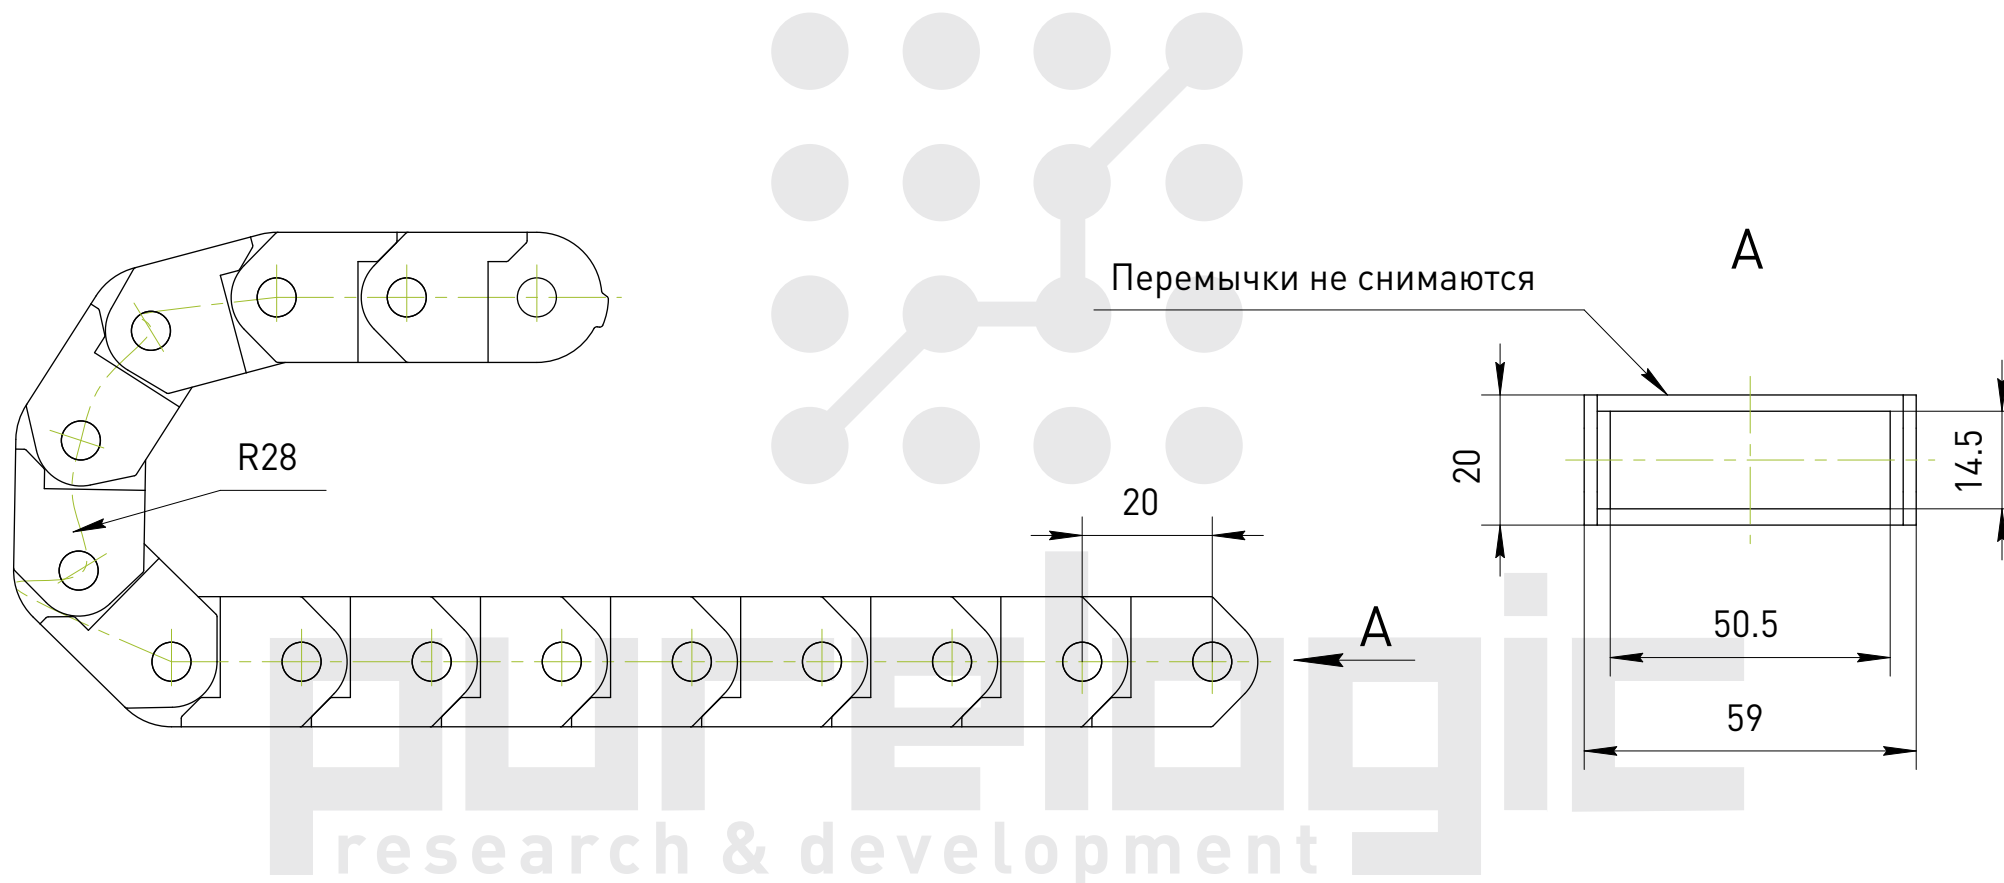 A
Перемычки не снимаются
R28
20
20
14.5
A
50.5
59
purelogic
research & development